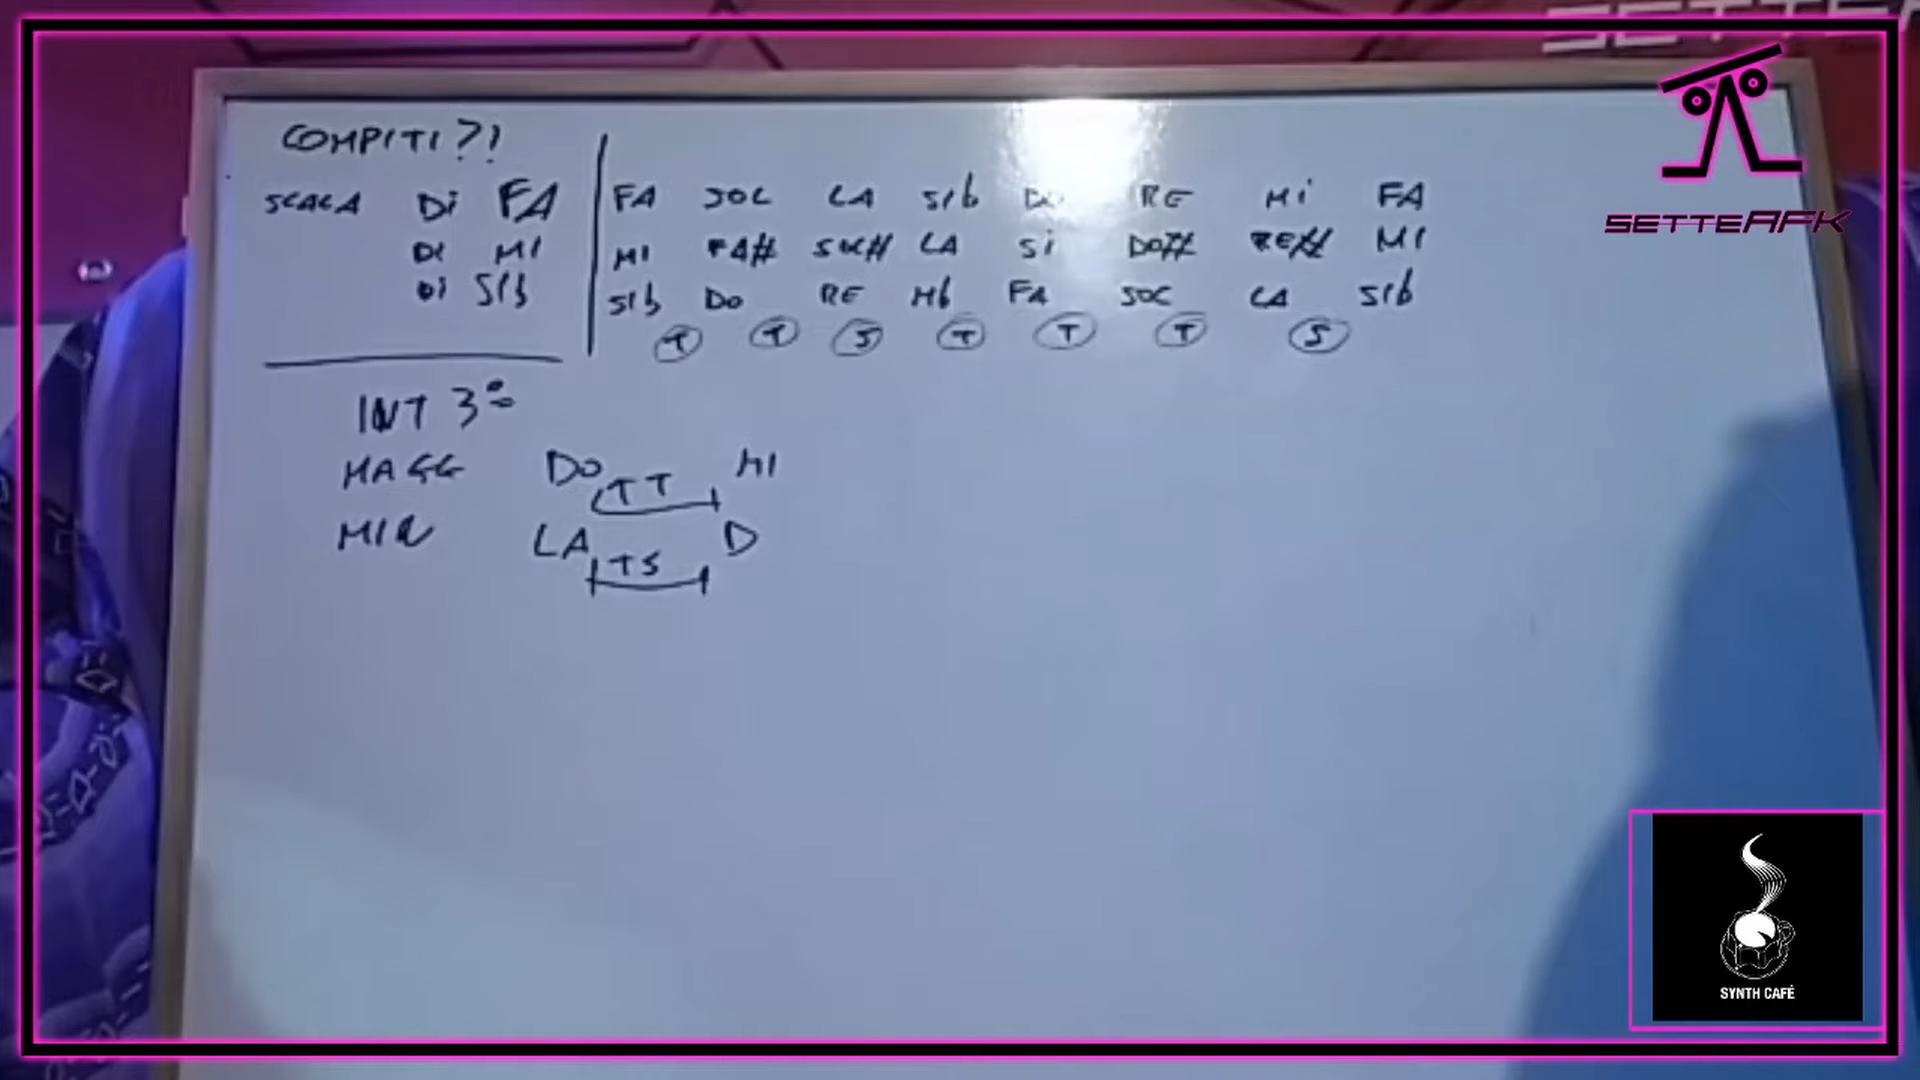 SETTEAFK
COMPITI?!
SCALA DI FA
DI MI
DI SIb
FA SOL LA SIb DO RE MI FA
MI FA# SOL# LA SI DO# RE# MI
SIb DO RE Mb FA SOL LA SIb
T T S T T T S
INT 3e
MAGG DO TT MI
MIN LA TS D
SYNTH CAFÉ